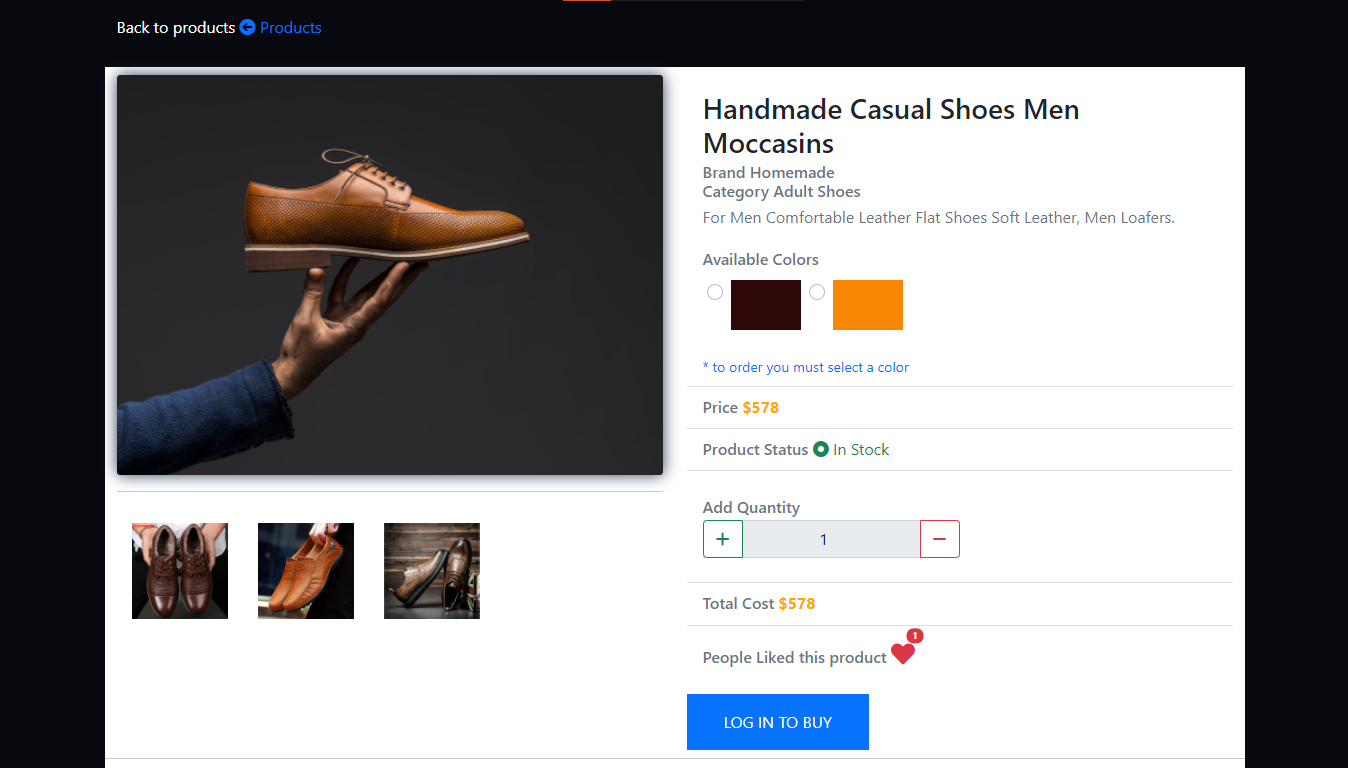 Back to products Products
Handmade Casual Shoes Men
Moccasins
Brand Homemade
Category Adult Shoes
For Men Comfortable Leather Flat Shoes Soft Leather, Men Loafers.
Available Colors
* to order you must select a color
Price $578
Product Status In Stock
Add Quantity
+ 1 −
Total Cost $578
People Liked this product 1
LOG IN TO BUY